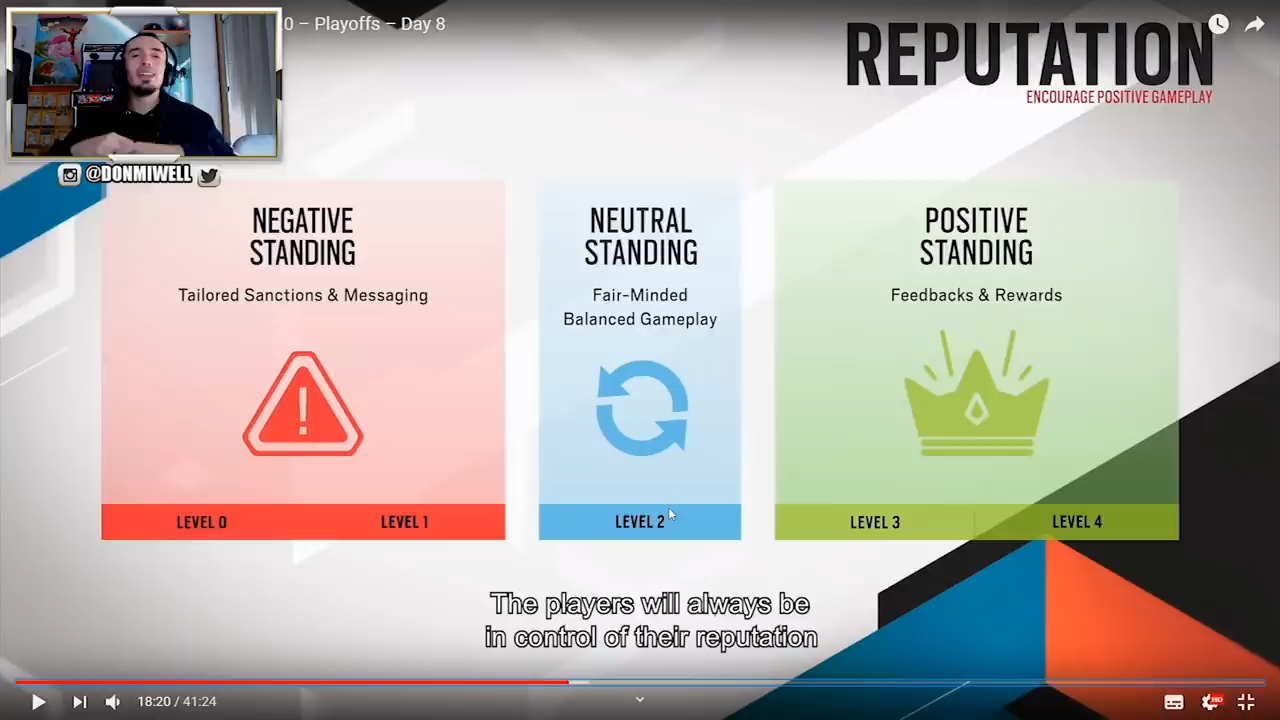 .0 – Playoffs – Day 8
REPUTATION
ENCOURAGE POSITIVE GAMEPLAY
@DONMIWELL
NEGATIVE
STANDING
Tailored Sanctions & Messaging
LEVEL 0
LEVEL 1
NEUTRAL
STANDING
Fair-Minded
Balanced Gameplay
LEVEL 2
POSITIVE
STANDING
Feedbacks & Rewards
LEVEL 3
LEVEL 4
The players will always be
in control of their reputation
18:20 / 41:24
HD